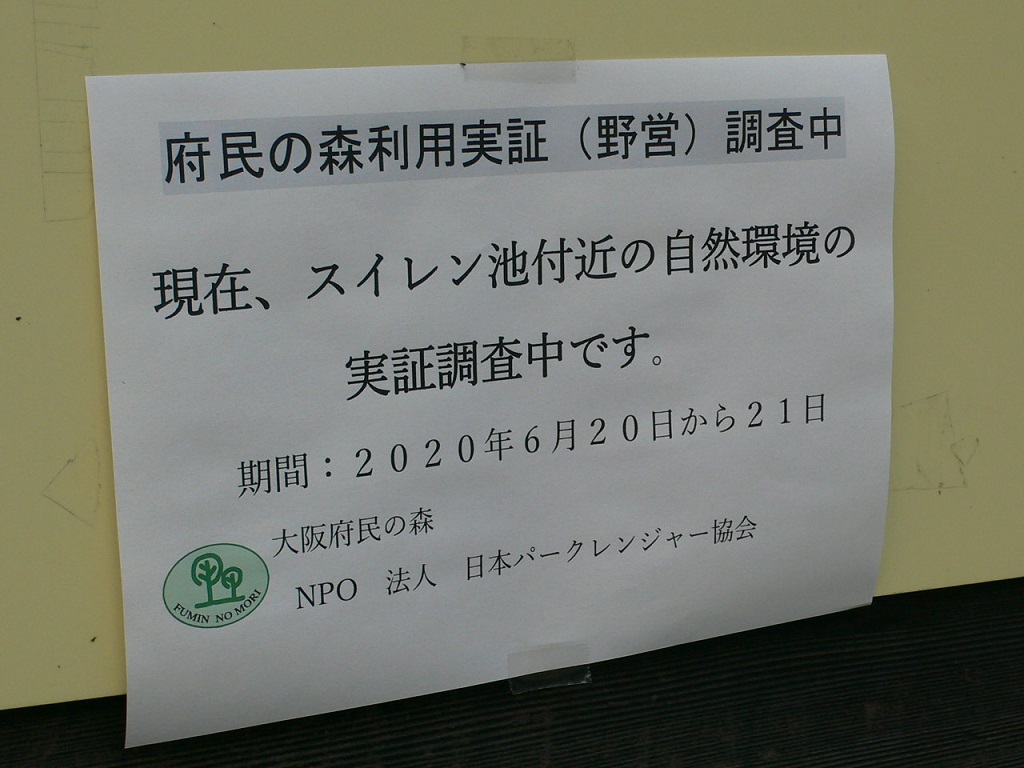 府民の森利用実証（野営）調査中
現在、スイレン池付近の自然環境の
実証調査中です。
期間：２０２０年６月２０日から２１日
大阪府民の森
NPO　法人　日本パークレンジャー協会
FUMIN NO MORI